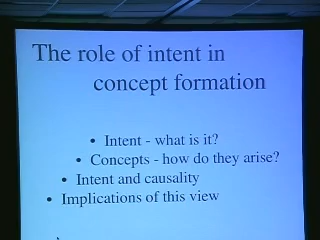 The role of intent in
concept formation
• Intent - what is it?
• Concepts - how do they arise?
• Intent and causality
• Implications of this view